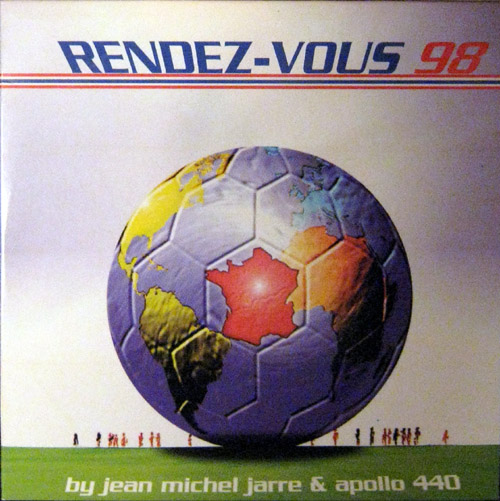 RENDEZ-VOUS 98
by jean michel jarre & apollo 440